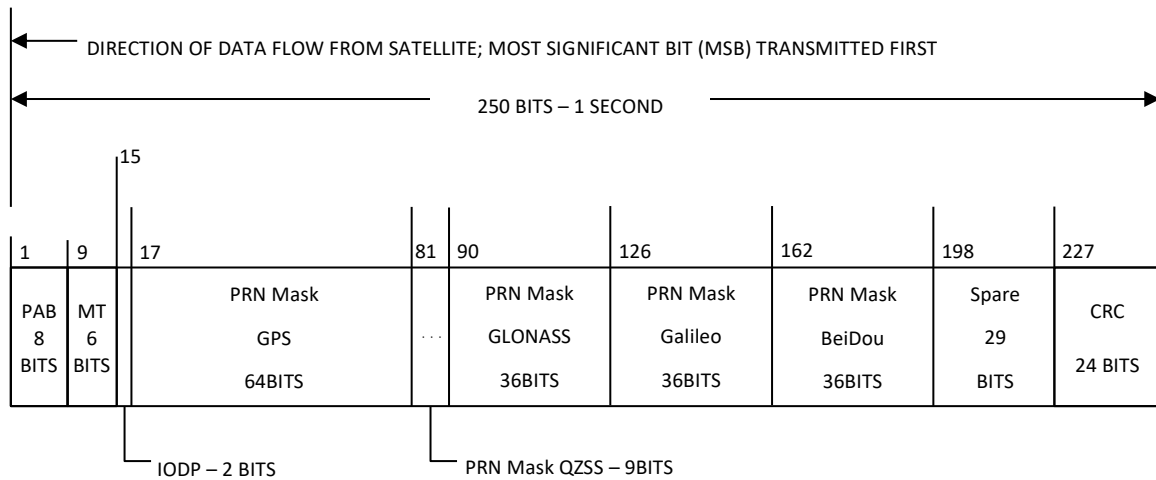 DIRECTION OF DATA FLOW FROM SATELLITE; MOST SIGNIFICANT BIT (MSB) TRANSMITTED FIRST
250 BITS – 1 SECOND
15
1 9 17 81 90 126 162 198 227
PAB
8
BITS
MT
6
BITS
PRN Mask
GPS
64BITS
...
PRN Mask
GLONASS
36BITS
PRN Mask
Galileo
36BITS
PRN Mask
BeiDou
36BITS
Spare
29
BITS
CRC
24 BITS
IODP – 2 BITS
PRN Mask QZSS – 9BITS